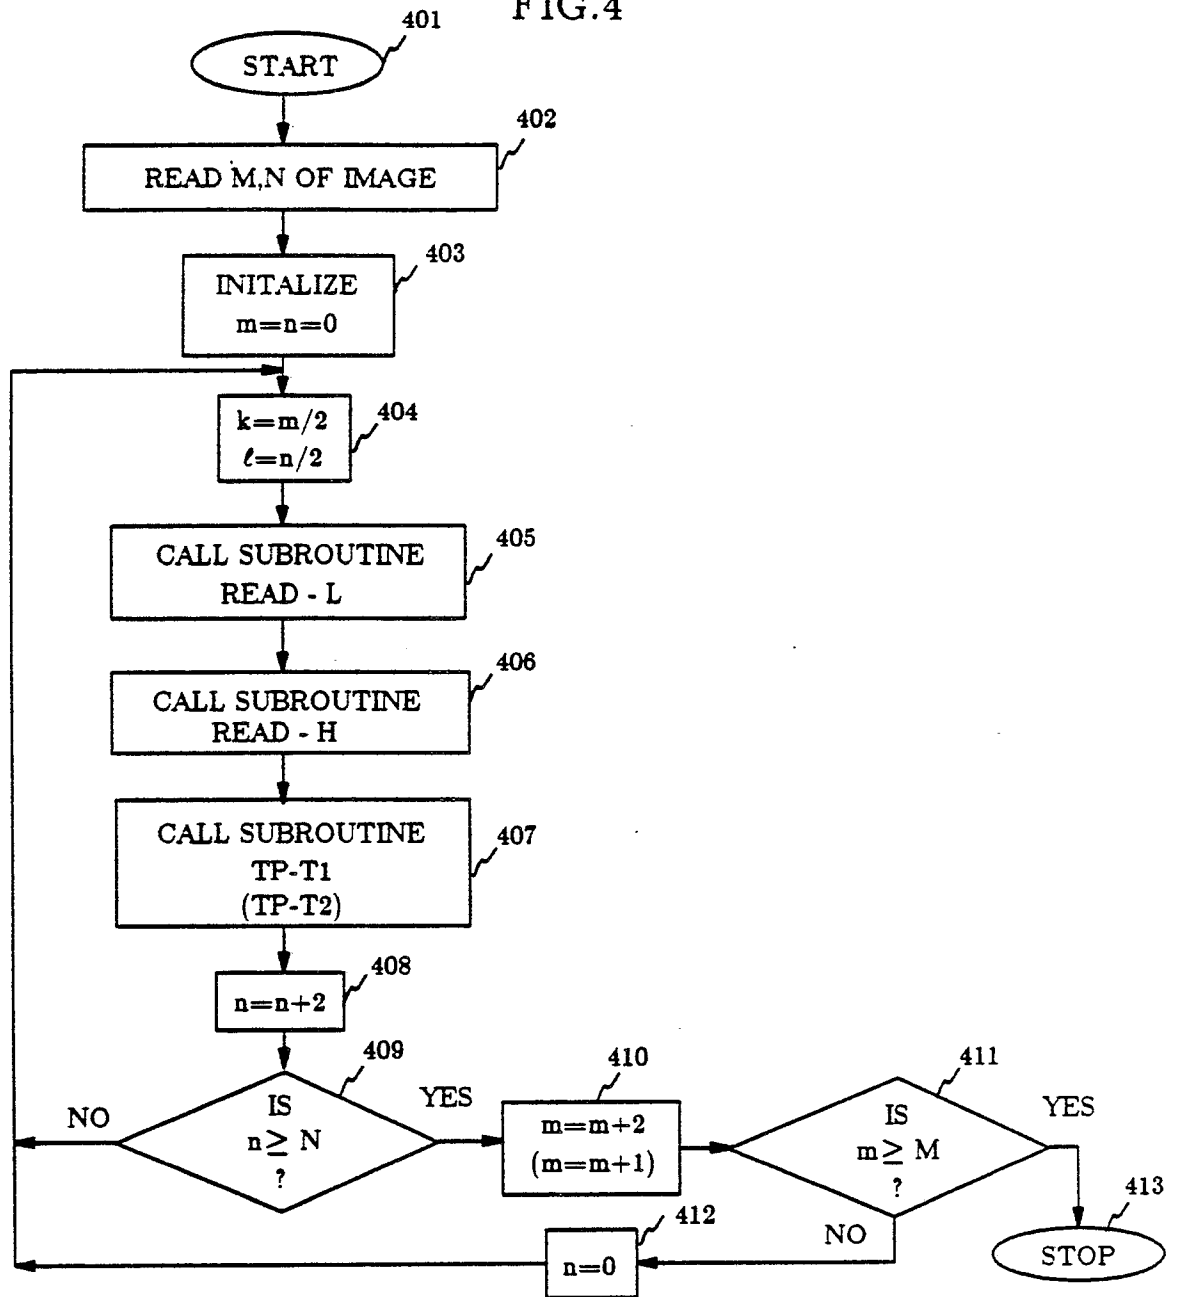 FIG.4
401
START
402
READ M,N OF IMAGE
403
INITALIZE
m=n=0
404
k=m/2
ℓ=n/2
405
CALL SUBROUTINE
READ - L
406
CALL SUBROUTINE
READ - H
407
CALL SUBROUTINE
TP-T1
(TP-T2)
408
n=n+2
409
IS
n≥ N
?
NO
YES
410
m=m+2
(m=m+1)
411
IS
m≥ M
?
YES
NO
412
n=0
413
STOP